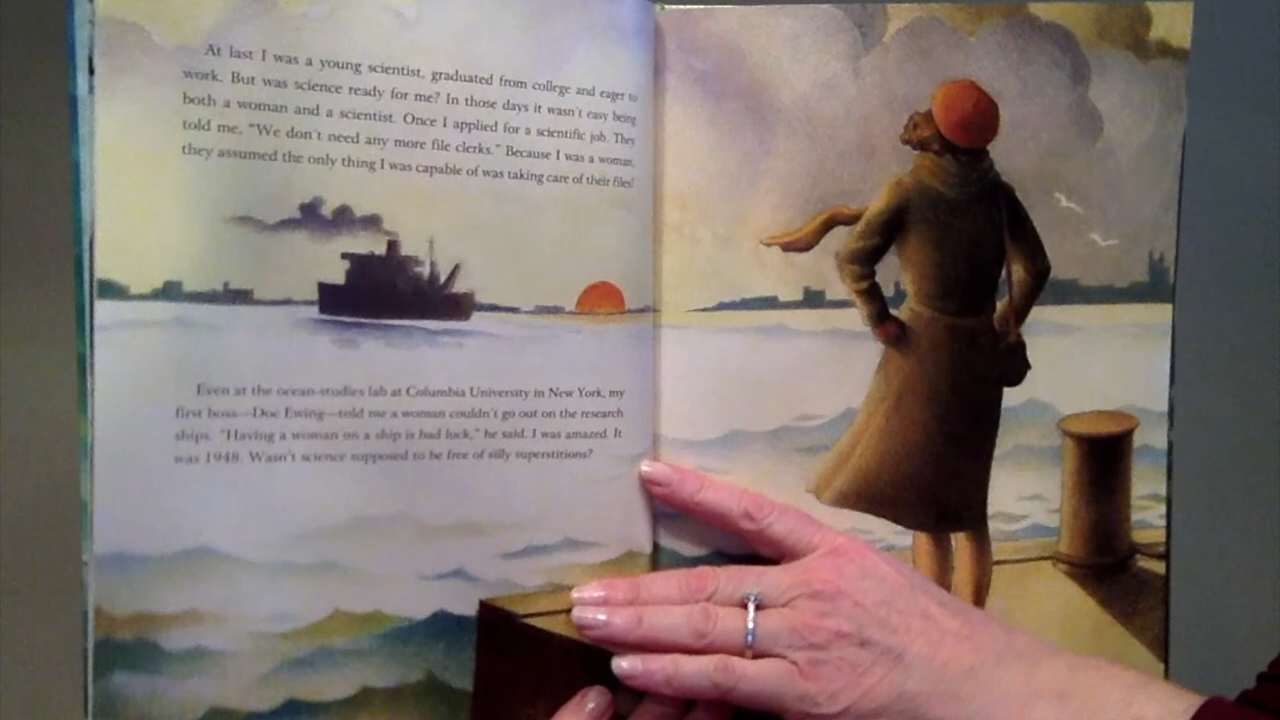 At last I was a young scientist, graduated from college and eager to
work. But was science ready for me? In those days it wasn't easy being
both a woman and a scientist. Once I applied for a scientific job. They
told me, "We don't need any more file clerks." Because I was a woman,
they assumed the only thing I was capable of was taking care of their files!
Even at the ocean-studies lab at Columbia University in New York, my
first boss—Doc Ewing—told me a woman couldn't go out on the research
ships. "Having a woman on a ship is bad luck," he said. I was amazed. It
was 1948. Wasn't science supposed to be free of silly superstitions?